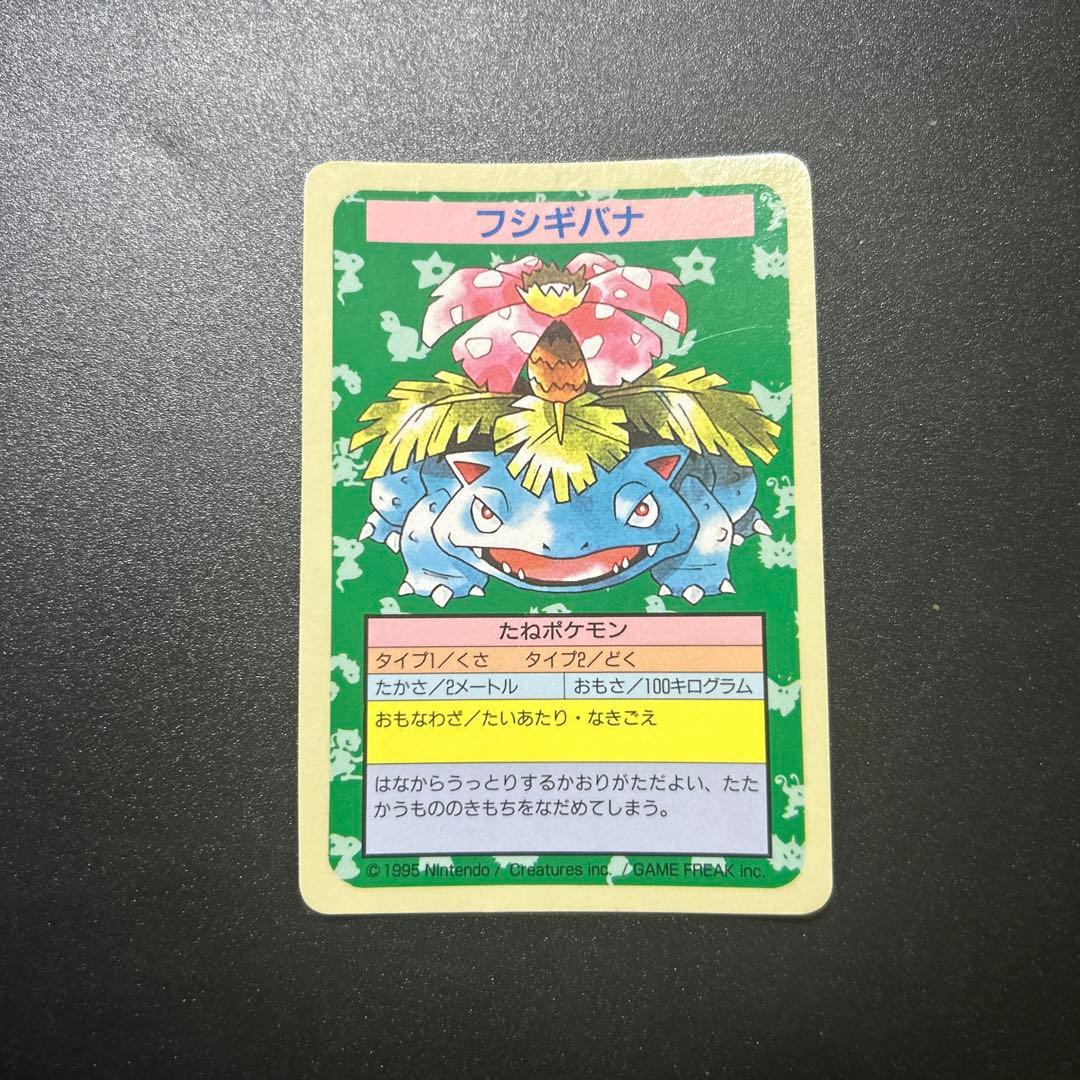 フシギバナ
たねポケモン
タイプ1／くさ　タイプ2／どく
たかさ／2メートル　おもさ／100キログラム
おもなわざ／たいあたり・なきごえ
はなからうっとりするかおりがただよい、たた
かうもののきもちをなだめてしまう。
© 1995 Nintendo / Creatures inc. / GAME FREAK inc.